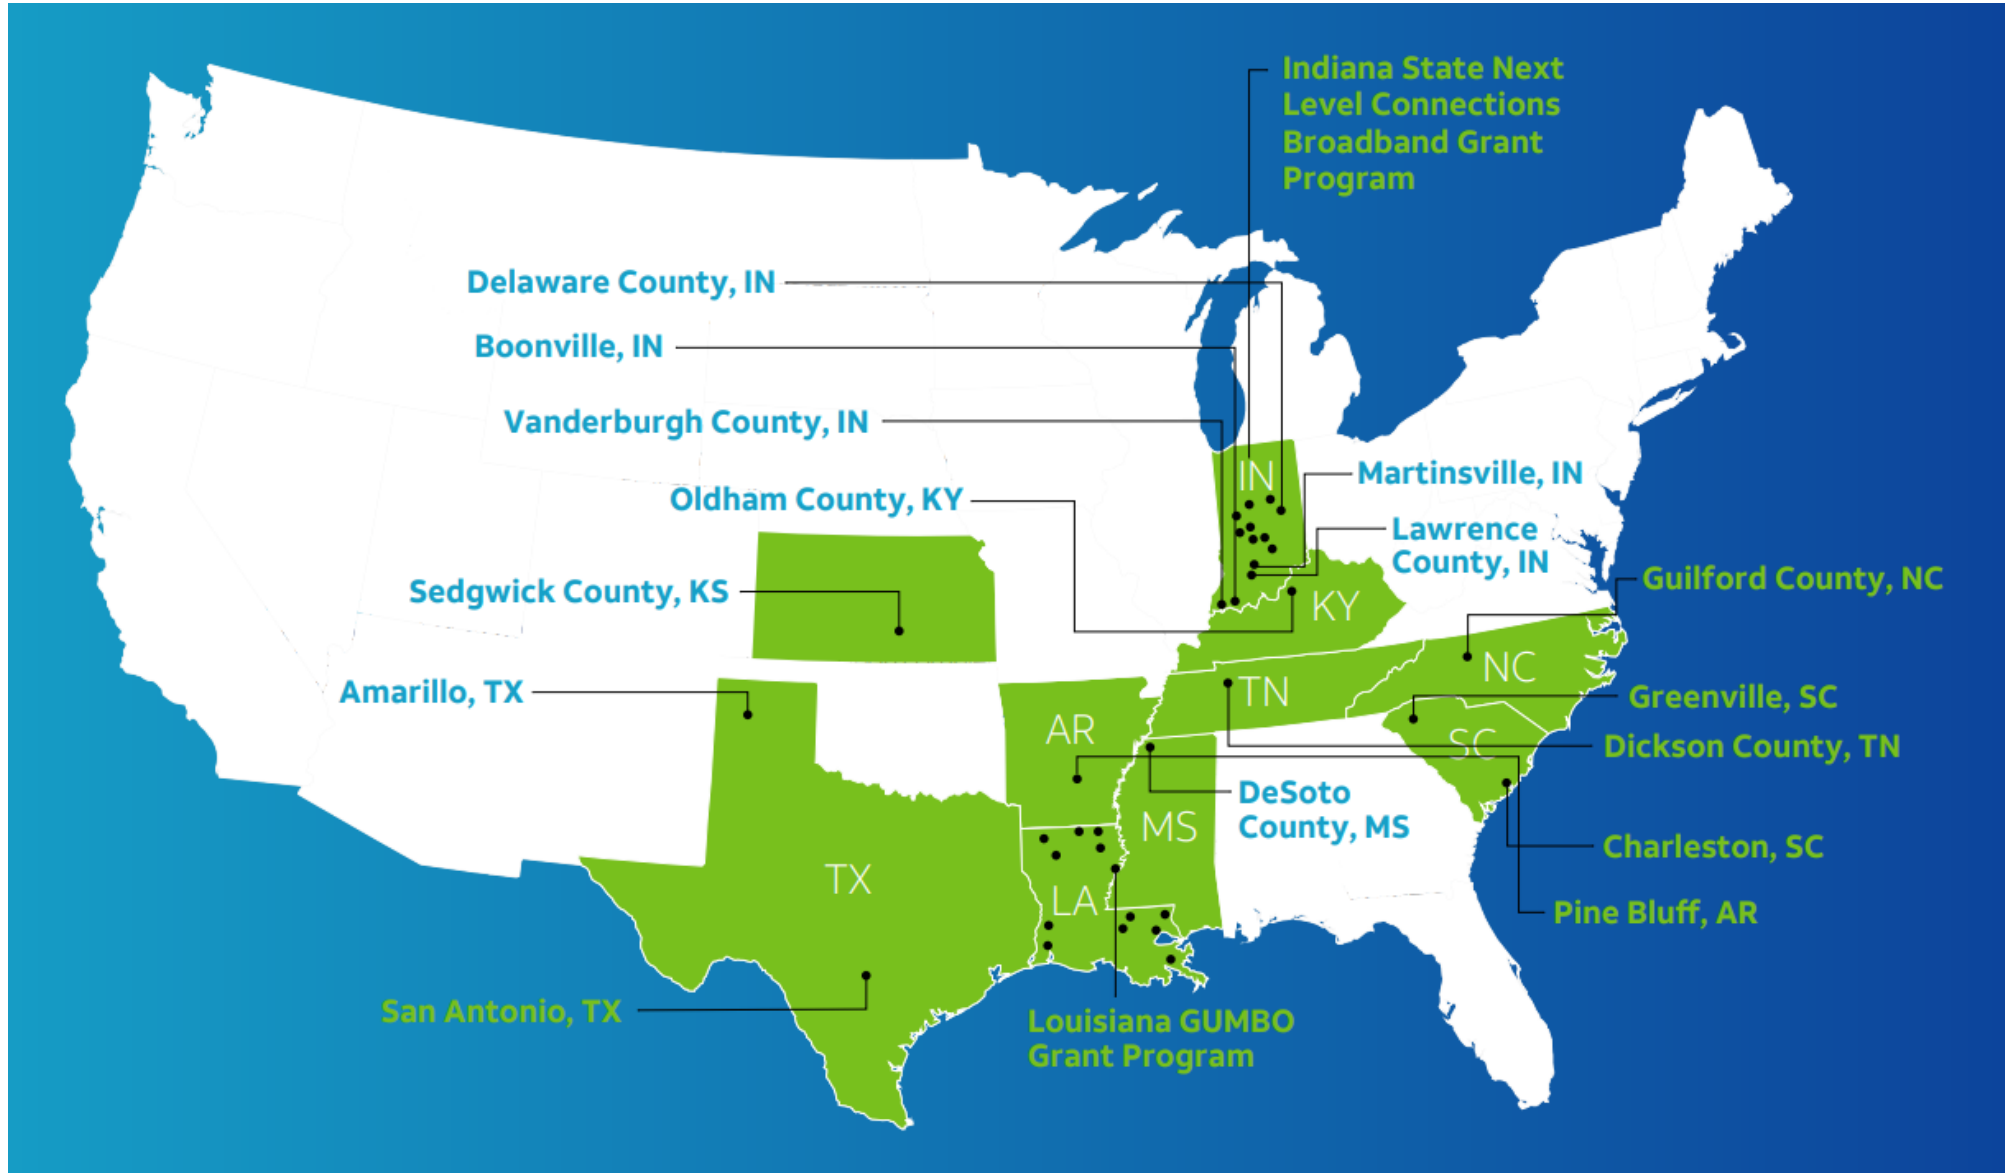 Indiana State Next
Level Connections
Broadband Grant
Program
Delaware County, IN
Boonville, IN
Vanderburgh County, IN
IN
Martinsville, IN
Oldham County, KY
Lawrence
County, IN
Guilford County, NC
Sedgwick County, KS
KY
NC
Amarillo, TX
TN
Greenville, SC
AR
SC
Dickson County, TN
DeSoto
County, MS
MS
Charleston, SC
TX
LA
Pine Bluff, AR
San Antonio, TX
Louisiana GUMBO
Grant Program